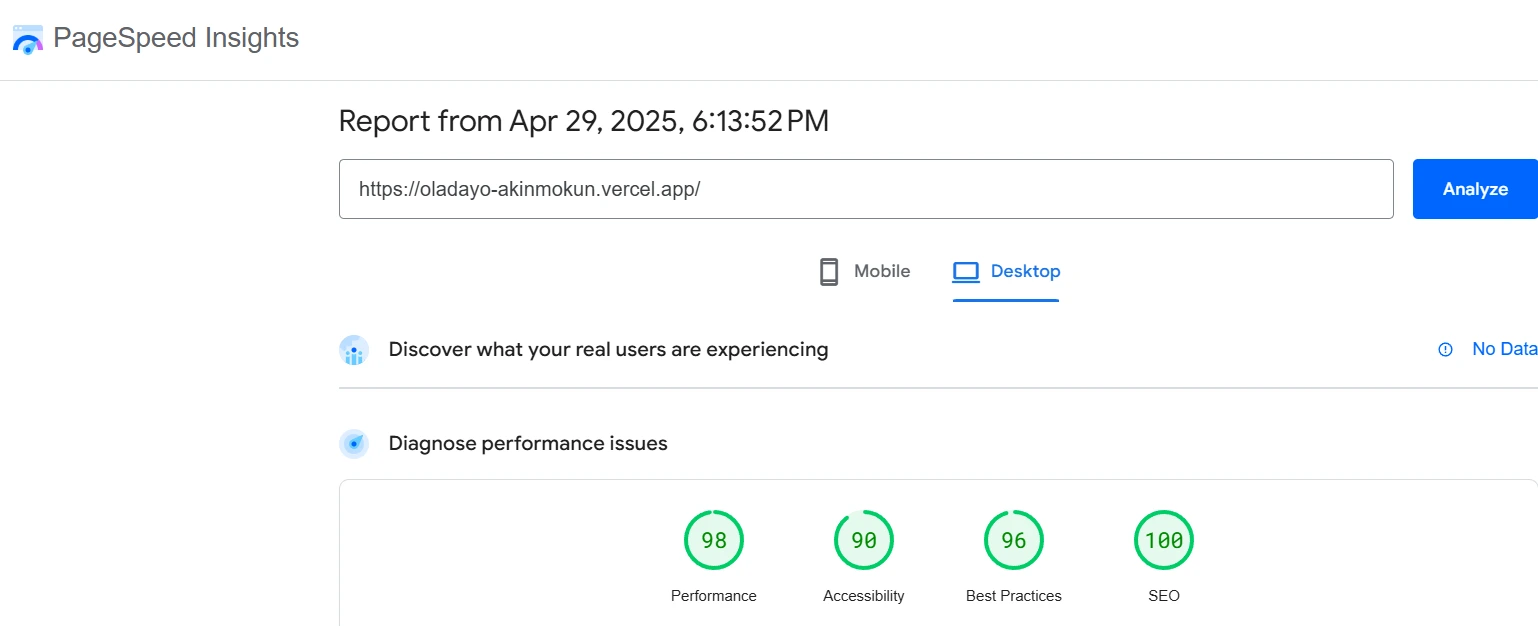 PageSpeed Insights
Report from Apr 29, 2025, 6:13:52 PM
https://oladayo-akinmokun.vercel.app/
Analyze
Mobile
Desktop
Discover what your real users are experiencing
No Data
Diagnose performance issues
98
90
96
100
Performance
Accessibility
Best Practices
SEO